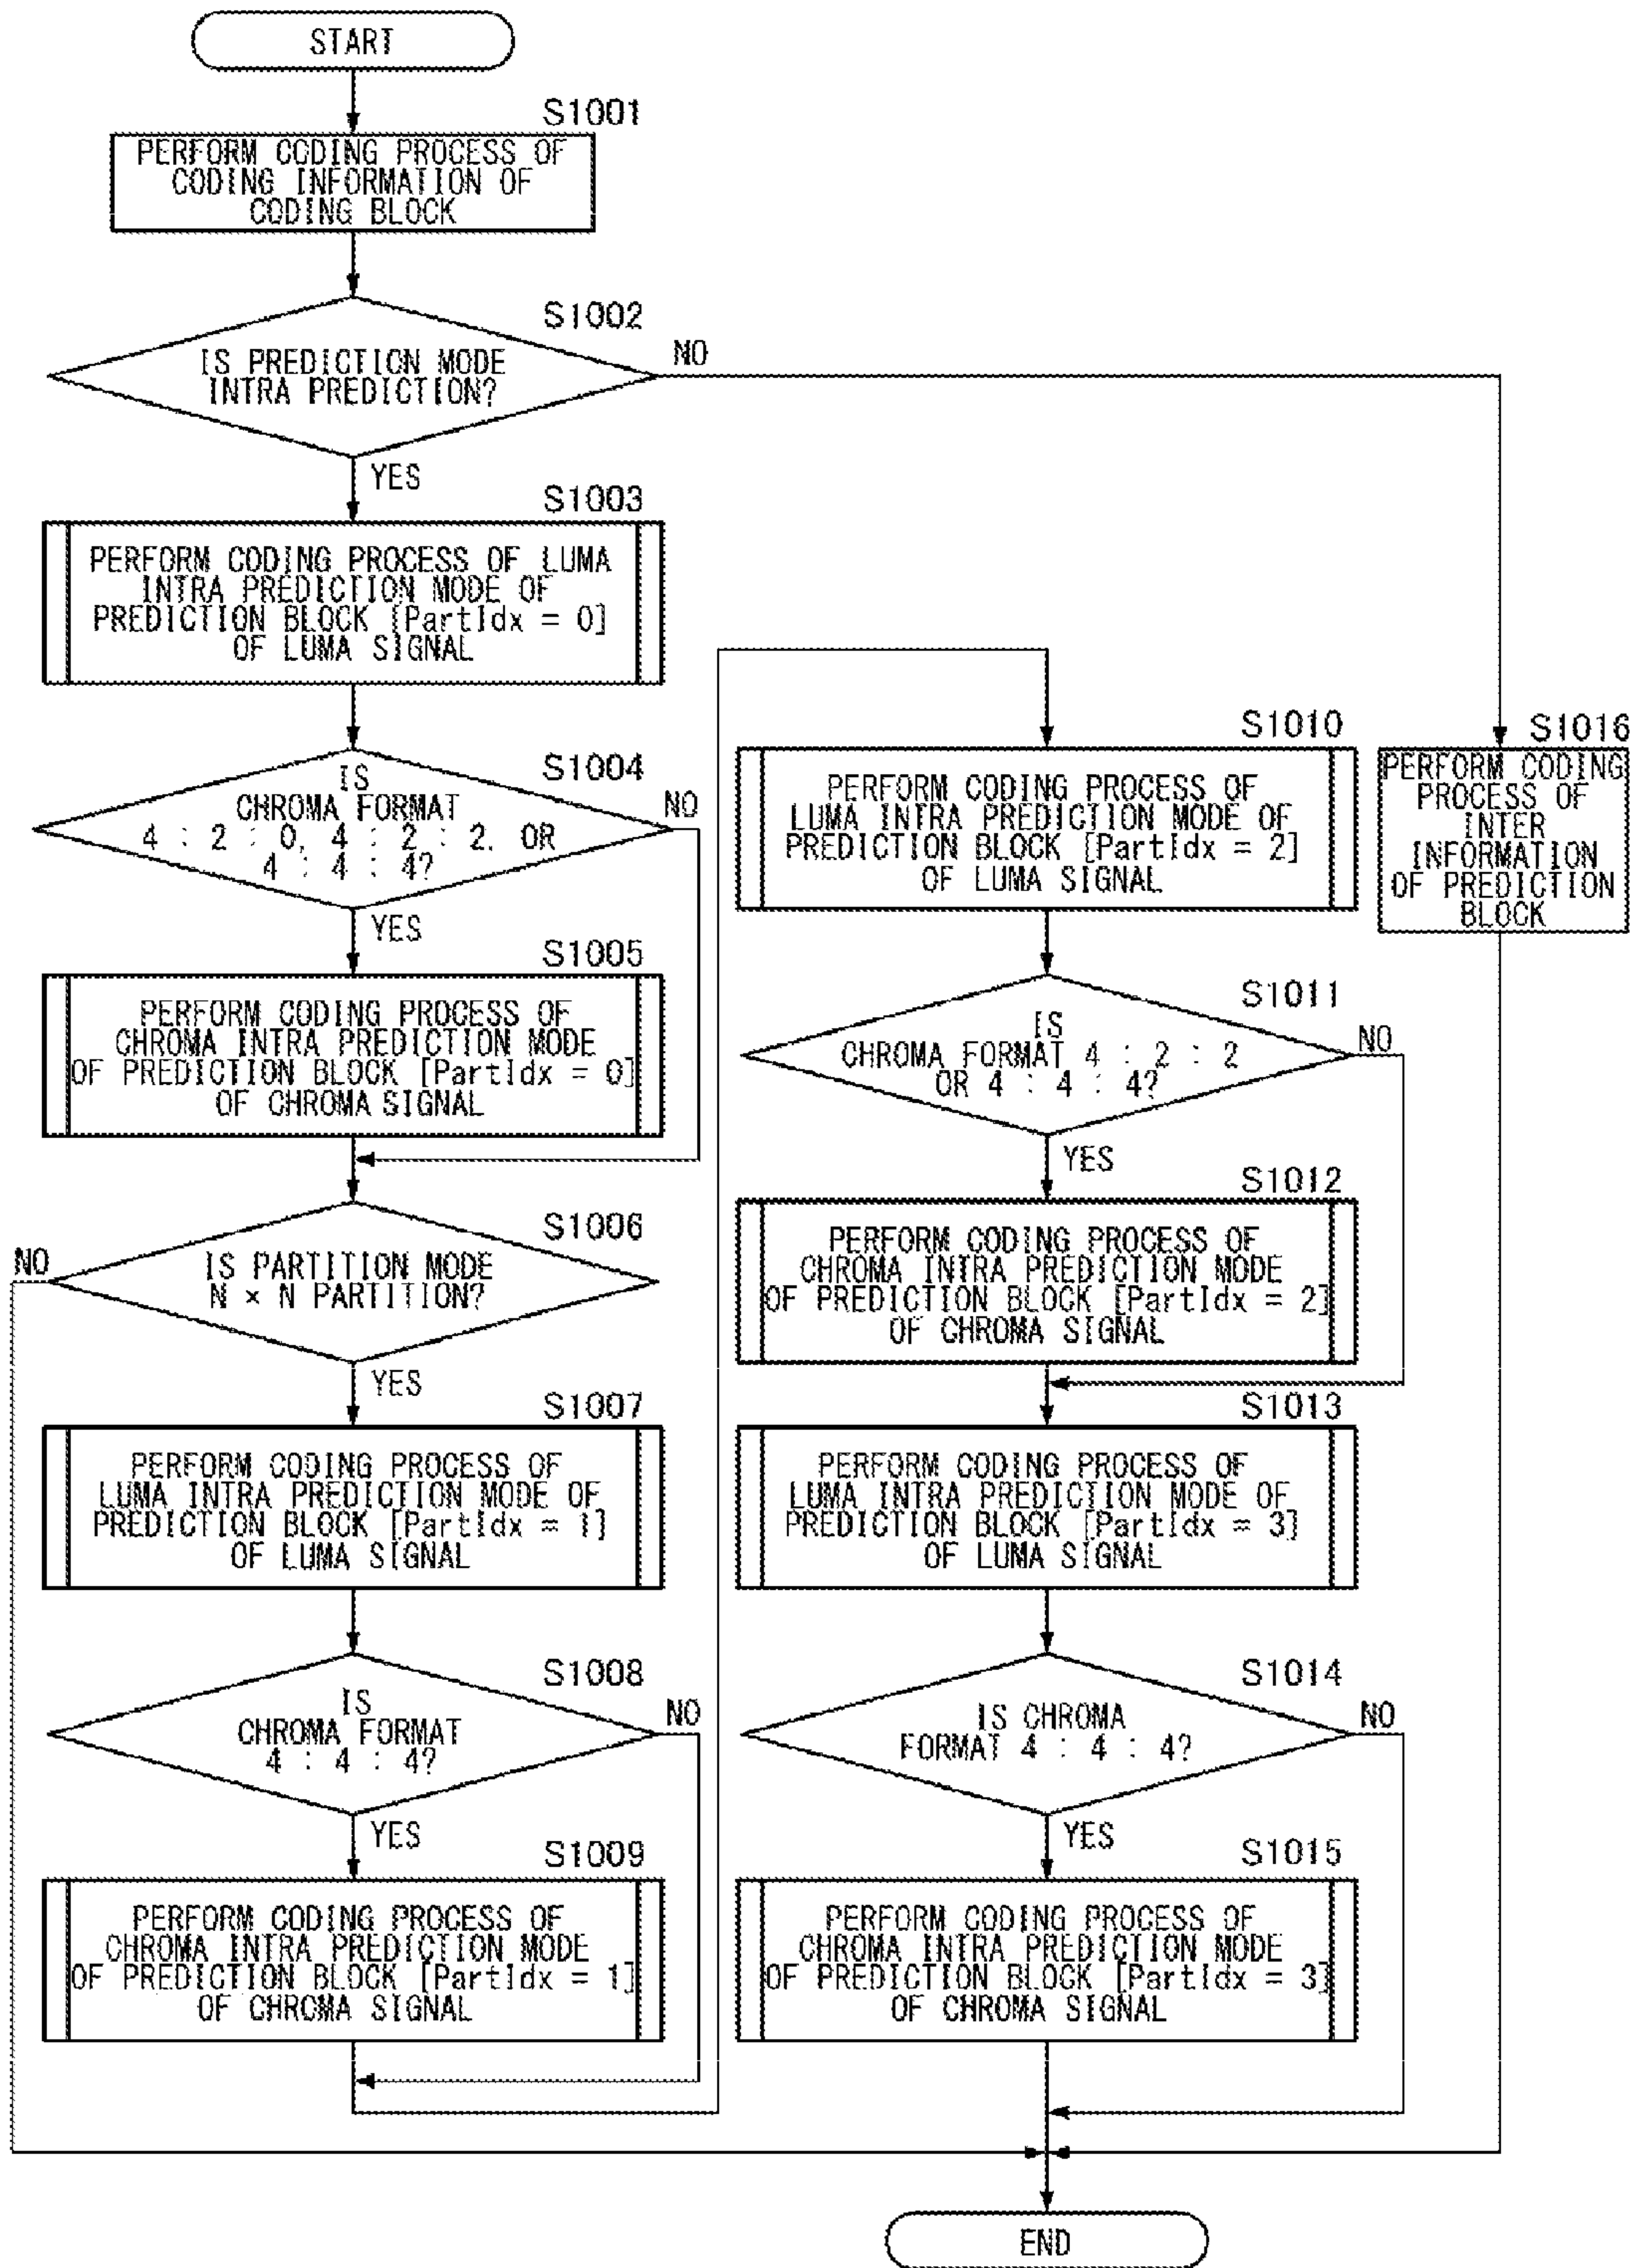 START
S1001
PERFORM CODING PROCESS OF
CODING INFORMATION OF
CODING BLOCK
S1002
IS PREDICTION MODE
INTRA PREDICTION?
NO
YES
S1003
PERFORM CODING PROCESS OF LUMA
INTRA PREDICTION MODE OF
PREDICTION BLOCK [PartIdx = 0]
OF LUMA SIGNAL
S1004
IS
CHROMA FORMAT
4 : 2 : 0, 4 : 2 : 2, OR
4 : 4 : 4?
NO
YES
S1005
PERFORM CODING PROCESS OF
CHROMA INTRA PREDICTION MODE
OF PREDICTION BLOCK [PartIdx = 0]
OF CHROMA SIGNAL
S1006
IS PARTITION MODE
N × N PARTITION?
NO
YES
S1007
PERFORM CODING PROCESS OF
LUMA INTRA PREDICTION MODE OF
PREDICTION BLOCK [PartIdx = 1]
OF LUMA SIGNAL
S1008
IS
CHROMA FORMAT
4 : 4 : 4?
NO
YES
S1009
PERFORM CODING PROCESS OF
CHROMA INTRA PREDICTION MODE
OF PREDICTION BLOCK [PartIdx = 1]
OF CHROMA SIGNAL
S1010
PERFORM CODING PROCESS OF
LUMA INTRA PREDICTION MODE OF
PREDICTION BLOCK [PartIdx = 2]
OF LUMA SIGNAL
S1011
IS
CHROMA FORMAT 4 : 2 : 2
OR 4 : 4 : 4?
NO
YES
S1012
PERFORM CODING PROCESS OF
CHROMA INTRA PREDICTION MODE
OF PREDICTION BLOCK [PartIdx = 2]
OF CHROMA SIGNAL
S1013
PERFORM CODING PROCESS OF
LUMA INTRA PREDICTION MODE OF
PREDICTION BLOCK [PartIdx = 3]
OF LUMA SIGNAL
S1014
IS CHROMA
FORMAT 4 : 4 : 4?
NO
YES
S1015
PERFORM CODING PROCESS OF
CHROMA INTRA PREDICTION MODE
OF PREDICTION BLOCK [PartIdx = 3]
OF CHROMA SIGNAL
S1016
PERFORM CODING
PROCESS OF
INTER
INFORMATION
OF PREDICTION
BLOCK
END